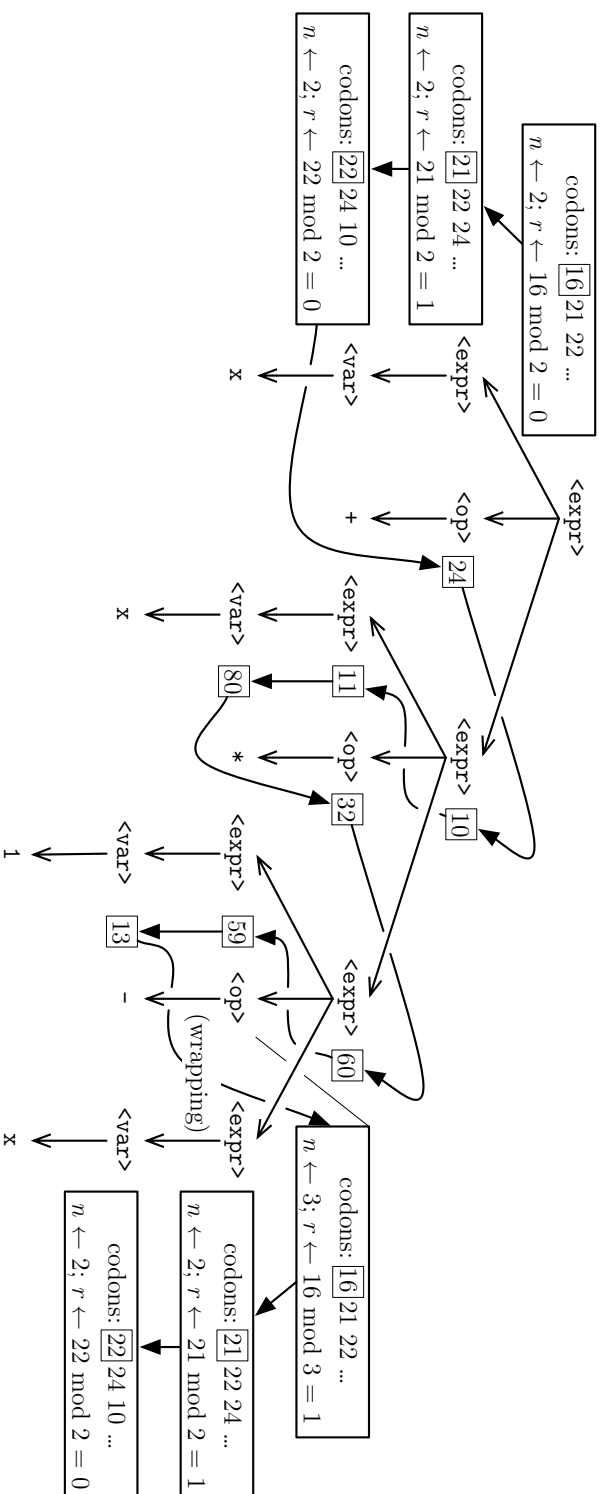 codons: 16 21 22 ...
n ← 2; r ← 16 mod 2 = 0
<expr>
codons: 21 22 24 ...
n ← 2; r ← 21 mod 2 = 1
<expr>
<op>
24
<expr>
10
codons: 22 24 10 ...
n ← 2; r ← 22 mod 2 = 0
<var>
+
<expr>
11
<op>
32
<expr>
60
codons: 16 21 22 ...
n ← 3; r ← 16 mod 3 = 1
x
<var>
80
*
<expr>
59
<op>
(wrapping)
<expr>
codons: 21 22 24 ...
n ← 2; r ← 21 mod 2 = 1
x
<var>
13
-
<var>
codons: 22 24 10 ...
n ← 2; r ← 22 mod 2 = 0
1
x